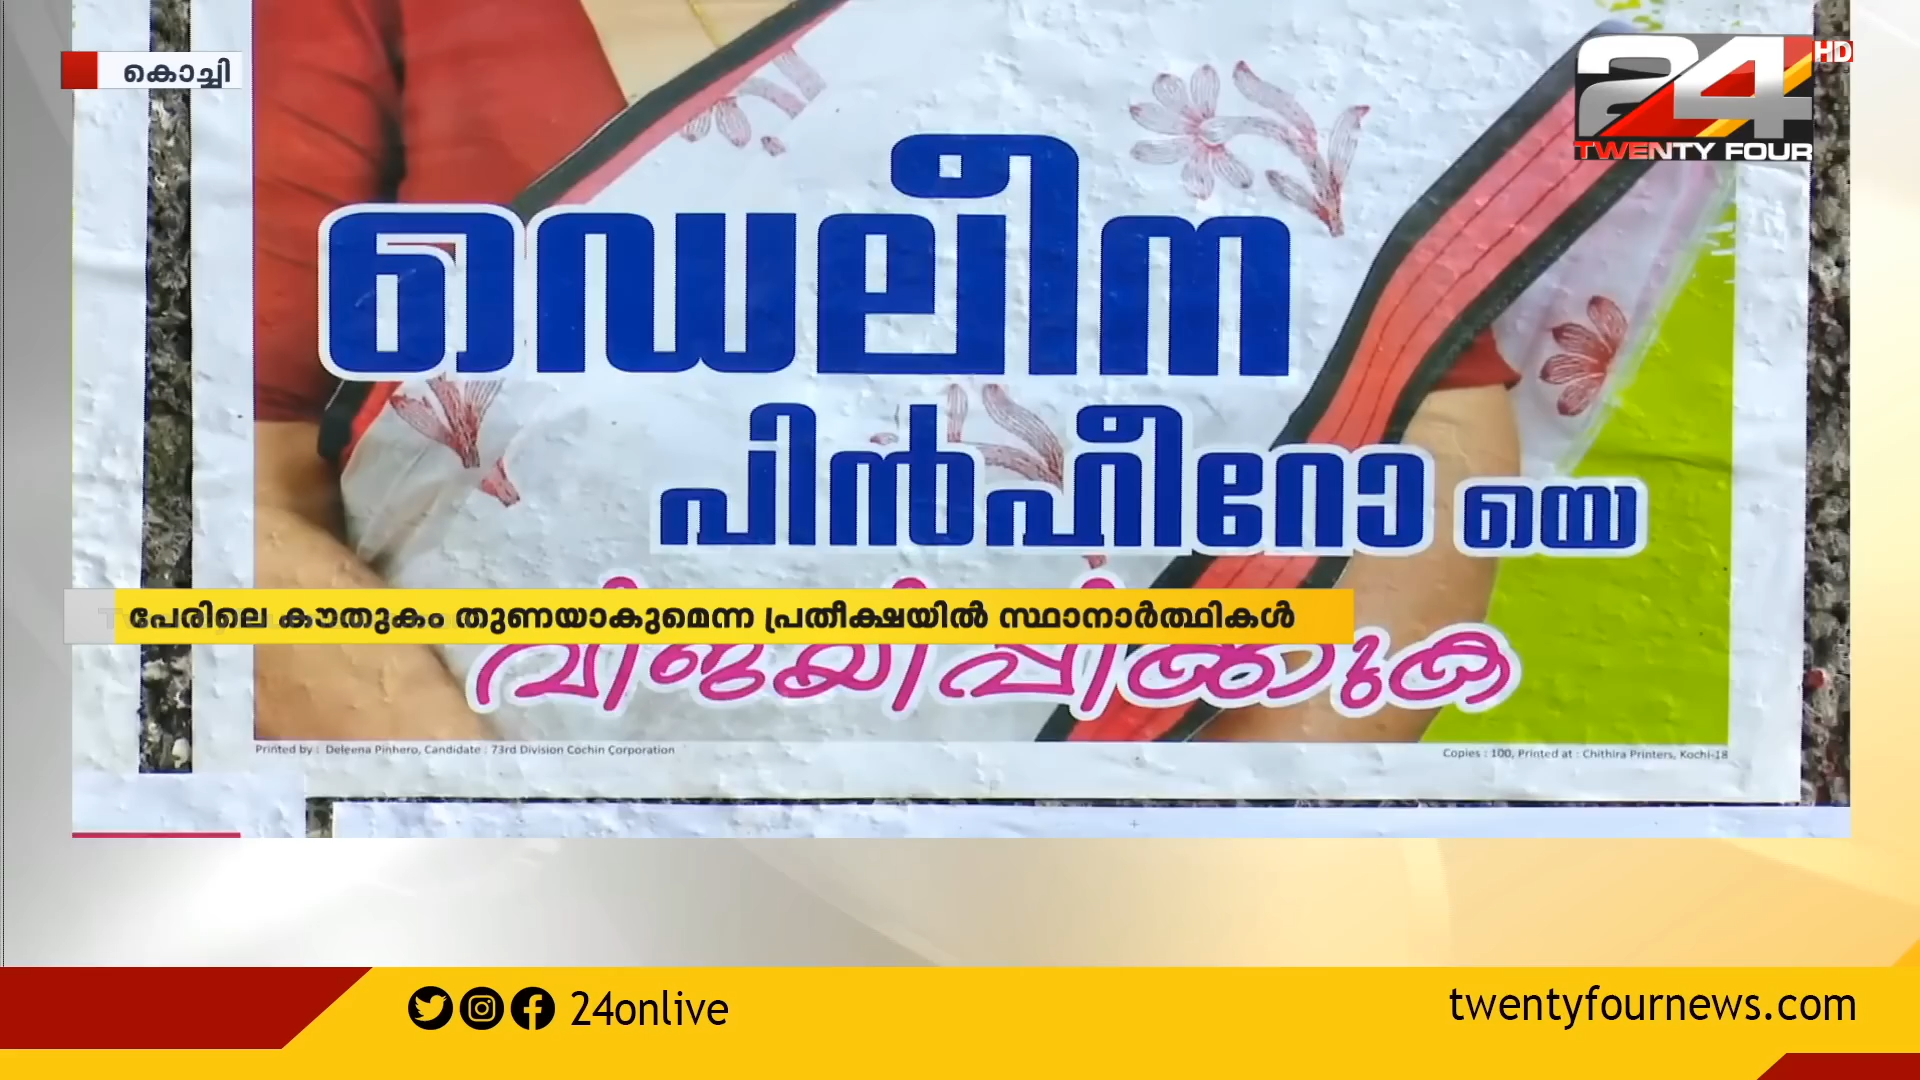 കൊച്ചി
24 HD
TWENTY FOUR
ഡെലീന
പിൻഹീറോ യെ
പേരിലെ കൗതുകം തുണയാകുമെന്ന പ്രതീക്ഷയിൽ സ്ഥാനാർത്ഥികൾ
വിജയിപ്പിക്കുക
Printed by : Deleena Pinhero, Candidate : 73rd Division Cochin Corporation
Copies : 100, Printed at : Chithira Printers, Kochi-18
24onlive
twentyfournews.com